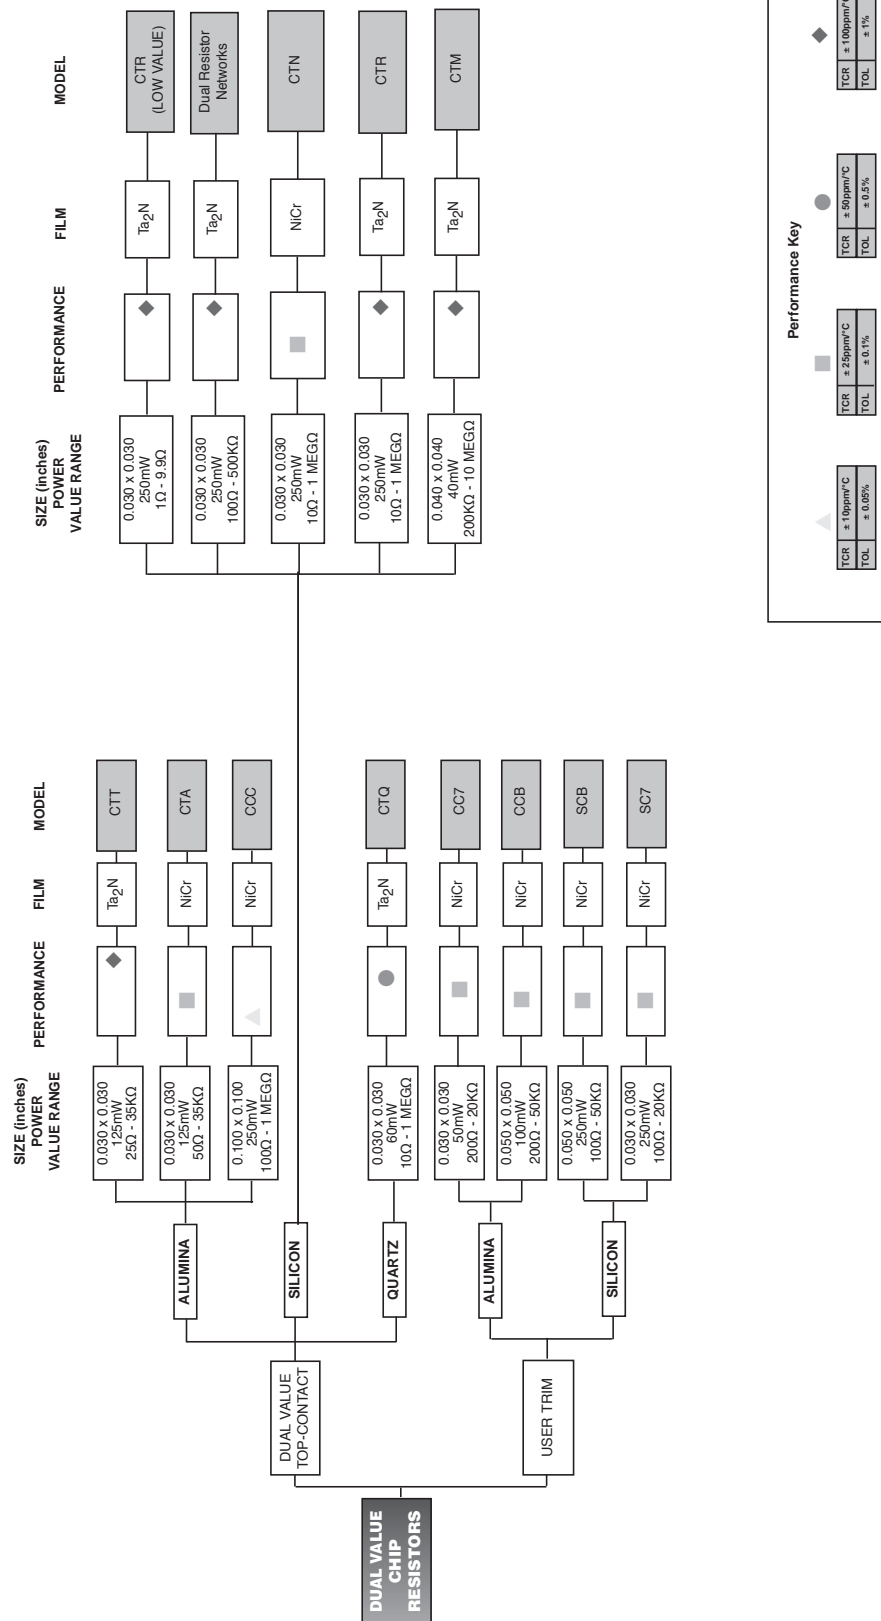 DUAL VALUE
CHIP
RESISTORS
DUAL VALUE
TOP-CONTACT
USER TRIM
ALUMINA
SILICON
QUARTZ
ALUMINA
SILICON
SIZE (inches)
POWER
VALUE RANGE
PERFORMANCE
FILM
MODEL
0.030 x 0.030
125mW
25Ω - 35KΩ
Ta2N
CTT
0.030 x 0.030
125mW
50Ω - 35KΩ
NiCr
CTA
0.100 x 0.100
250mW
100Ω - 1 MEGΩ
NiCr
CCC
0.030 x 0.030
60mW
10Ω - 1 MEGΩ
Ta2N
CTQ
0.030 x 0.030
50mW
200Ω - 20KΩ
NiCr
CC7
0.050 x 0.050
100mW
200Ω - 50KΩ
NiCr
CCB
0.050 x 0.050
250mW
100Ω - 50KΩ
NiCr
SCB
0.030 x 0.030
250mW
100Ω - 20KΩ
NiCr
SC7
SIZE (inches)
POWER
VALUE RANGE
PERFORMANCE
FILM
MODEL
0.030 x 0.030
250mW
1Ω - 9.9Ω
Ta2N
CTR
(LOW VALUE)
0.030 x 0.030
250mW
100Ω - 500KΩ
Ta2N
Dual Resistor
Networks
0.030 x 0.030
250mW
10Ω - 1 MEGΩ
NiCr
CTN
0.030 x 0.030
250mW
10Ω - 1 MEGΩ
Ta2N
CTR
0.040 x 0.040
40mW
200KΩ - 10 MEGΩ
Ta2N
CTM
Performance Key
TCR ± 10ppm/°C
TOL ± 0.05%
TCR ± 25ppm/°C
TOL ± 0.1%
TCR ± 50ppm/°C
TOL ± 0.5%
TCR ± 100ppm/°C
TOL ± 1%